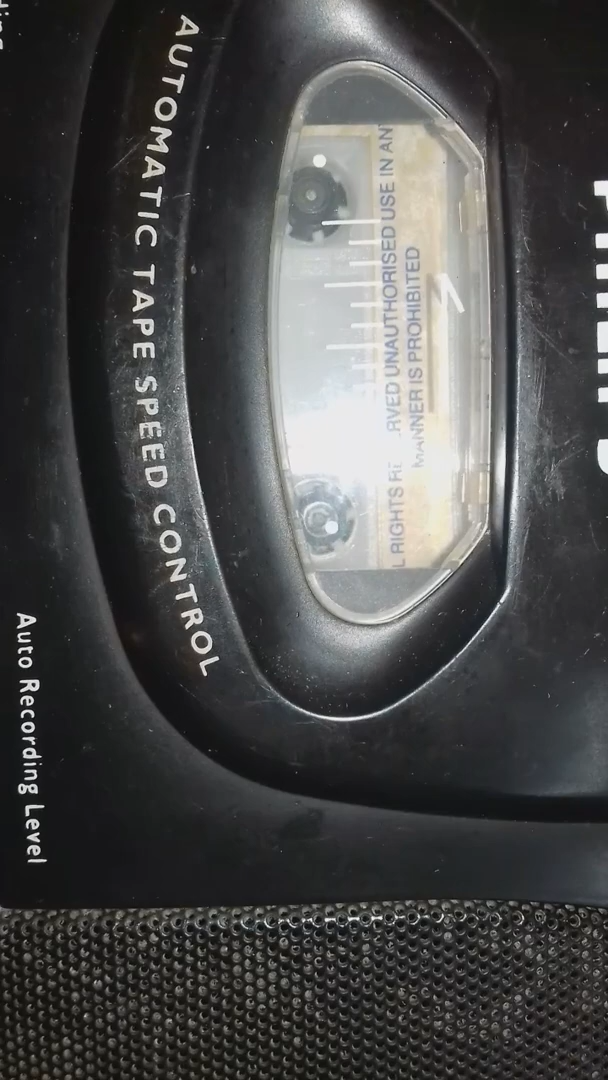 AUTOMATIC TAPE SPEED CONTROL
L RIGHTS RVED UNAUTHORISED USE IN AN
MANNER IS PROHIBITED
Auto Recording Level